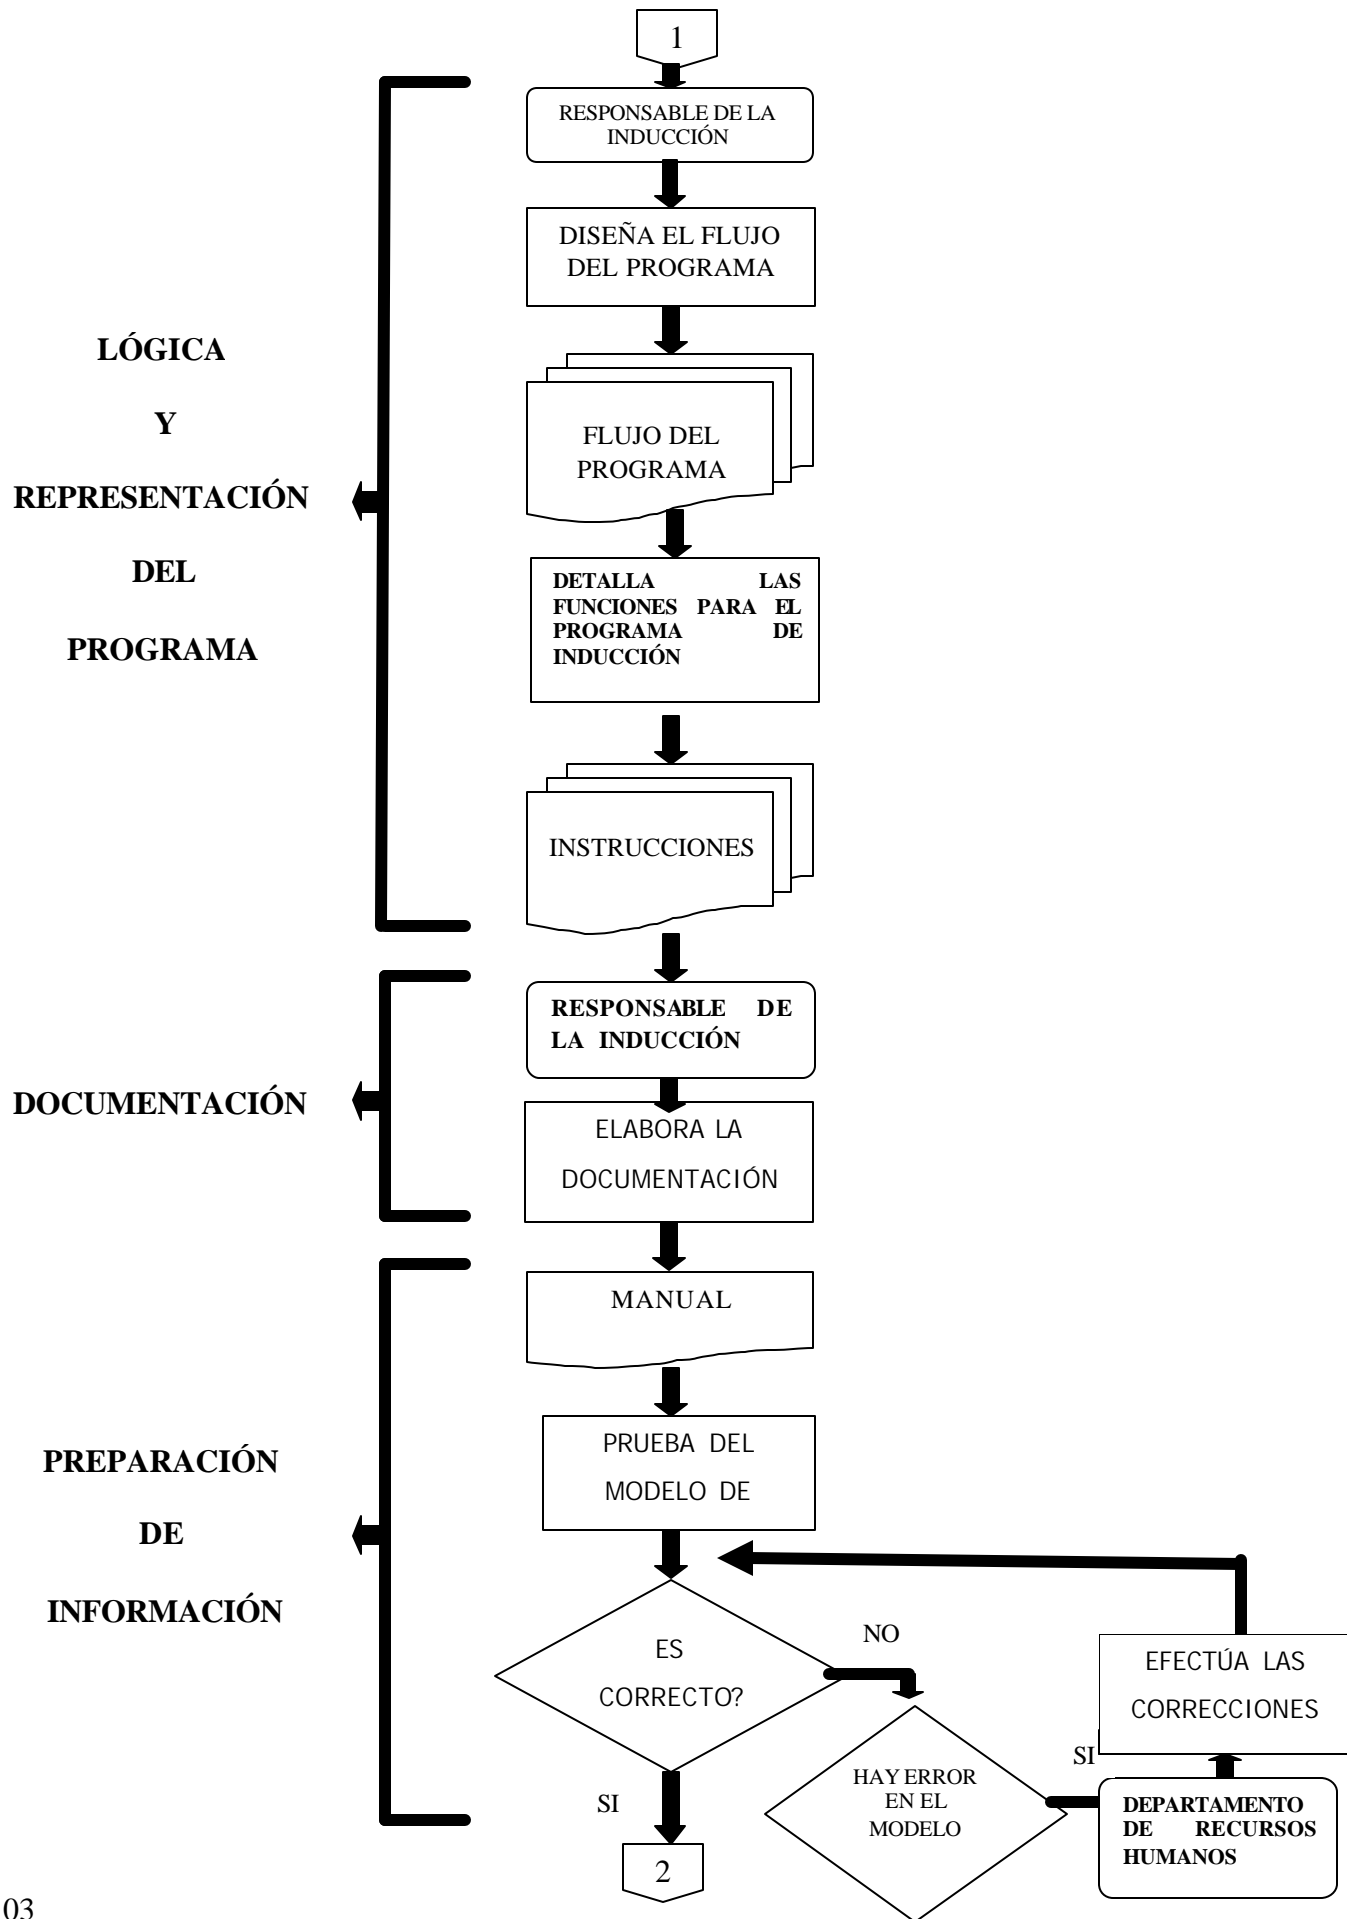 1
RESPONSABLE DE LA
INDUCCIÓN
DISEÑA EL FLUJO
DEL PROGRAMA
LÓGICA
Y
REPRESENTACIÓN
DEL
PROGRAMA
FLUJO DEL
PROGRAMA
DETALLA LAS
FUNCIONES PARA EL
PROGRAMA DE
INDUCCIÓN
INSTRUCCIONES
RESPONSABLE DE
LA INDUCCIÓN
DOCUMENTACIÓN
ELABORA LA
DOCUMENTACIÓN
MANUAL
PREPARACIÓN
DE
INFORMACIÓN
PRUEBA DEL
MODELO DE
ES
CORRECTO?
NO
SI
EFECTÚA LAS
CORRECCIONES
HAY ERROR
EN EL
MODELO
SI
DEPARTAMENTO
DE RECURSOS
HUMANOS
2
03